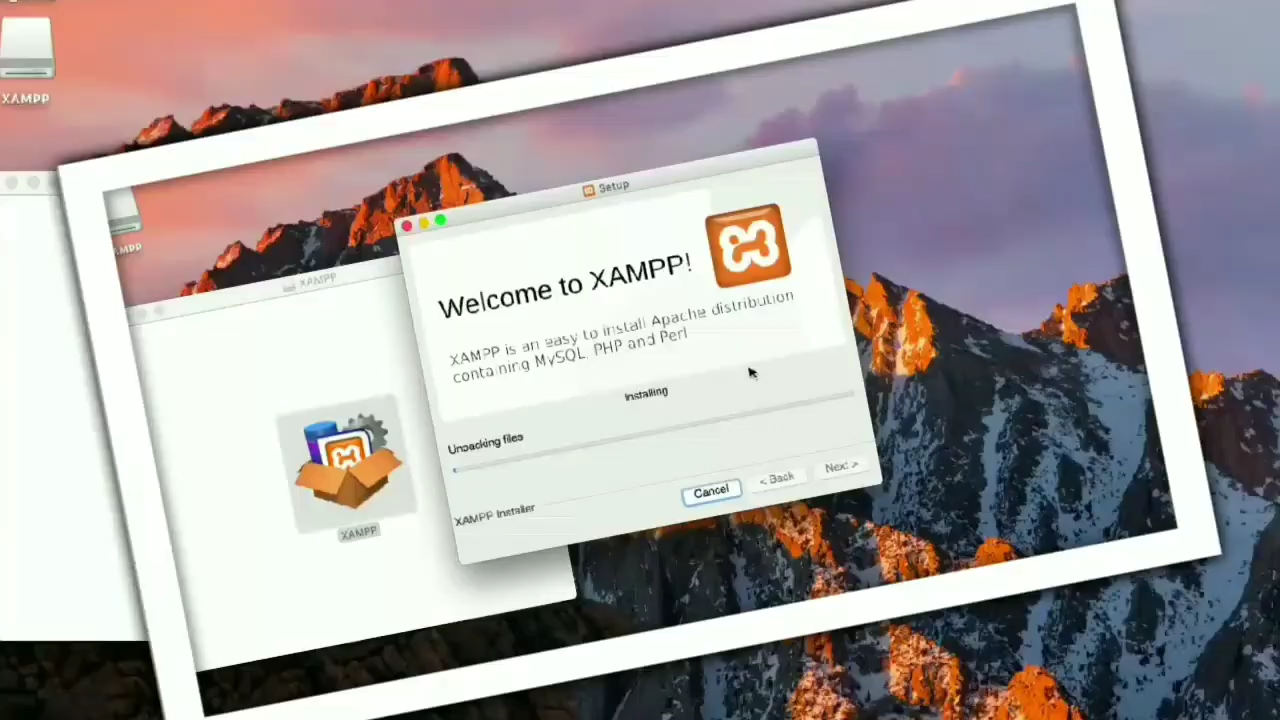 XAMPP
XAMPP
Setup
Welcome to XAMPP!
XAMPP is an easy to install Apache distribution
containing MySQL, PHP and Perl
Installing
Unpacking files
XAMPP Installer
Cancel
< Back
Next >
XAMPP